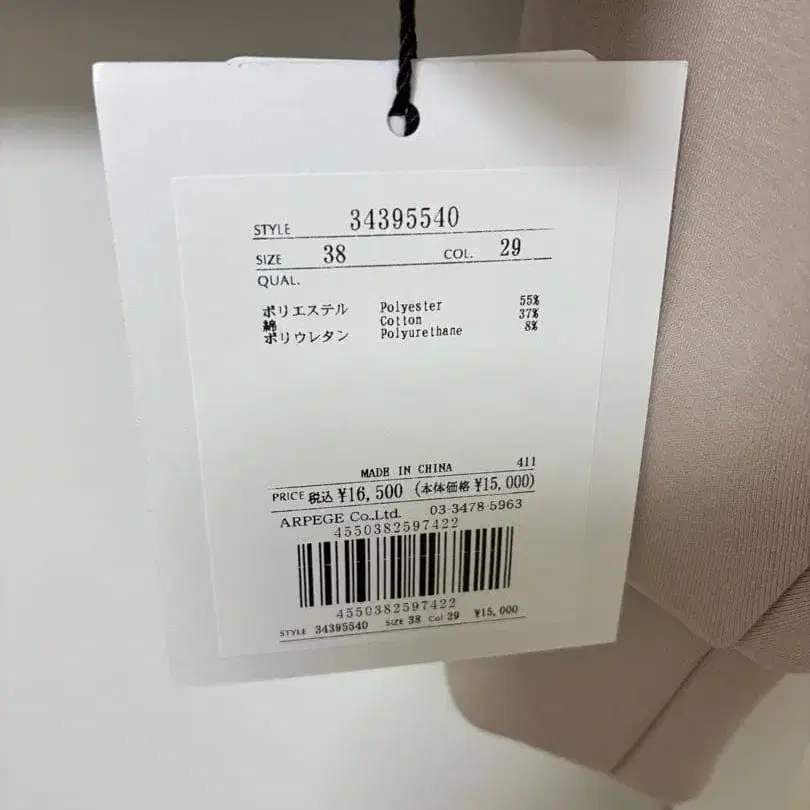 STYLE 34395540
SIZE 38 COL. 29
QUAL.
ポリエステル Polyester 55%
綿 Cotton 37%
ポリウレタン Polyurethane 8%
MADE IN CHINA 411
PRICE 税込 ¥16,500 (本体価格 ¥15,000)
ARPEGE Co.,Ltd. 03-3478-5963
4550382597422
4550382597422
STYLE 34395540 SIZE 38 Col 29 ¥15,000